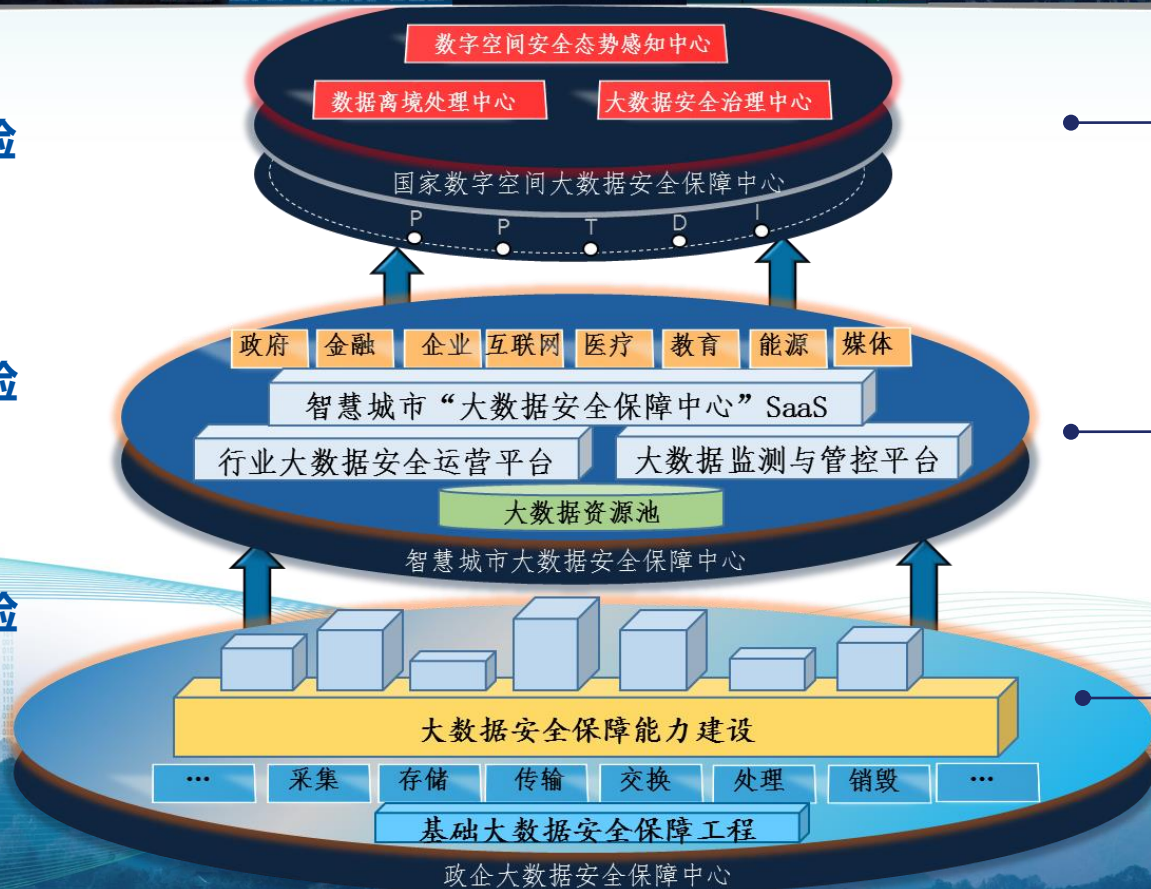 数字空间安全态势感知中心
数据离境处理中心 大数据安全治理中心
险
国家数字空间大数据安全保障中心
P P T D I
政府 金融 企业 互联网 医疗 教育 能源 媒体
险
智慧城市“大数据安全保障中心”SaaS
行业大数据安全运营平台 大数据监测与管控平台
大数据资源池
智慧城市大数据安全保障中心
险
大数据安全保障能力建设
… 采集 存储 传输 交换 处理 销毁 …
基础大数据安全保障工程
政企大数据安全保障中心